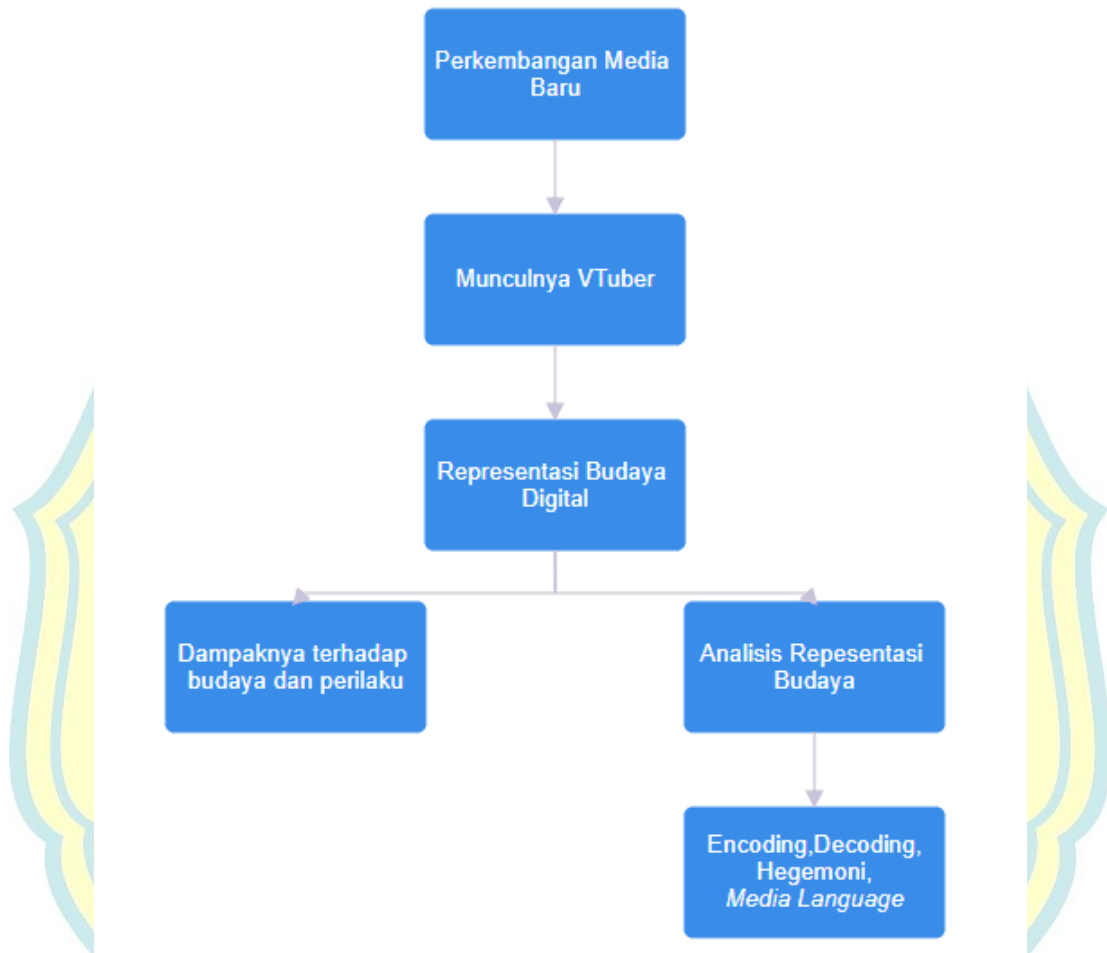 Perkembangan Media
Baru
Munculnya VTuber
Representasi Budaya
Digital
Dampaknya terhadap
budaya dan perilaku
Analisis Repesentasi
Budaya
Encoding,Decoding,
Hegemoni,
Media Language